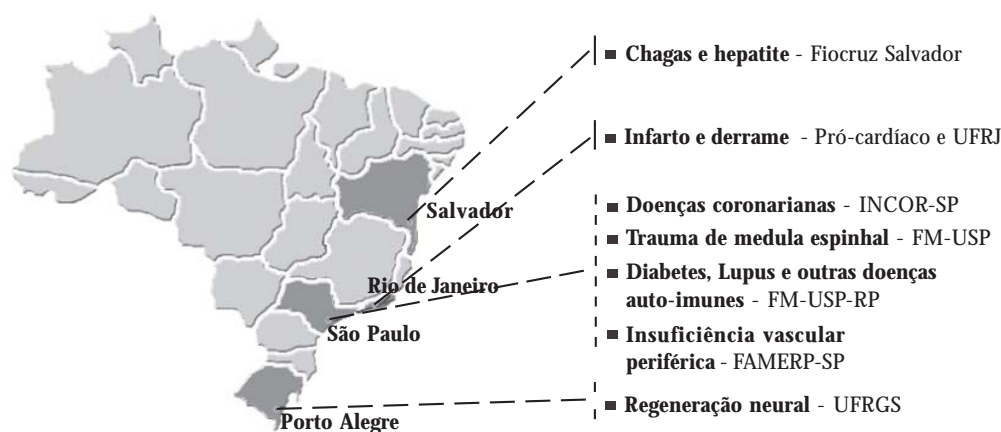 ■ Chagas e hepatite - Fiocruz Salvador
■ Infarto e derrame - Pró-cardíaco e UFRJ
■ Doenças coronarianas - INCOR-SP
■ Trauma de medula espinhal - FM-USP
■ Diabetes, Lupus e outras doenças
auto-imunes - FM-USP-RP
■ Insuficiência vascular
periférica - FAMERP-SP
■ Regeneração neural - UFRGS
Salvador
Rio de Janeiro
São Paulo
Porto Alegre